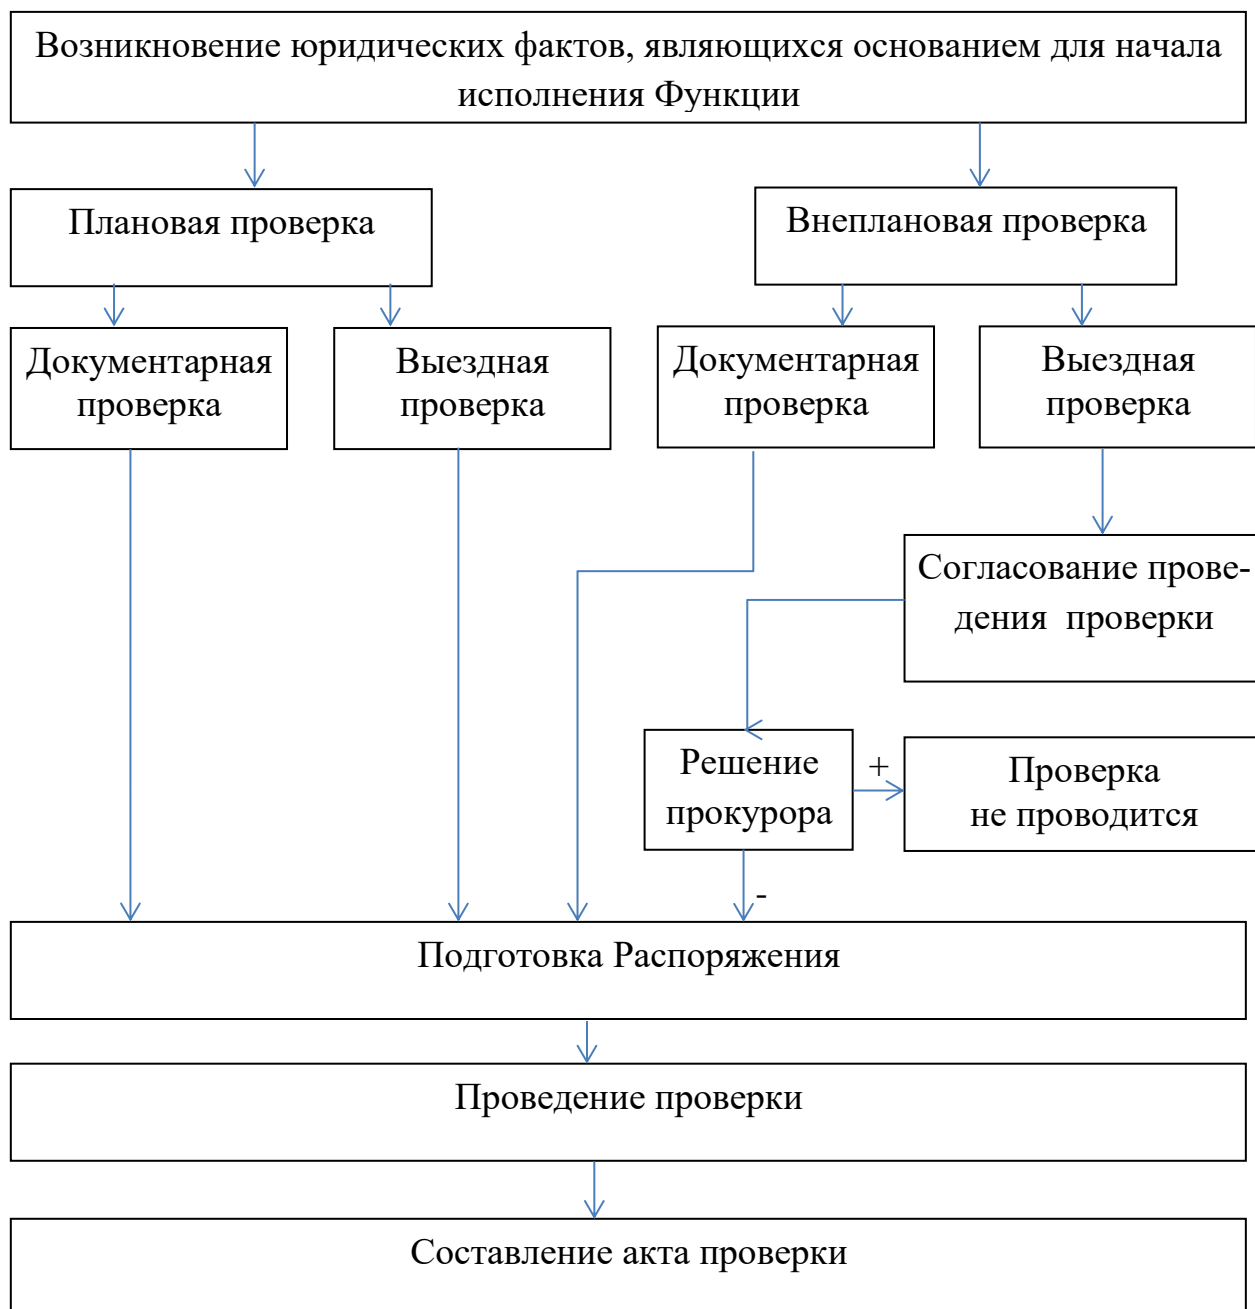 Возникновение юридических фактов, являющихся основанием для начала
исполнения Функции
Плановая проверка
Внеплановая проверка
Документарная
проверка
Выездная
проверка
Документарная
проверка
Выездная
проверка
Согласование прове-
дения проверки
Решение
прокурора
+
Проверка
не проводится
-
Подготовка Распоряжения
Проведение проверки
Составление акта проверки